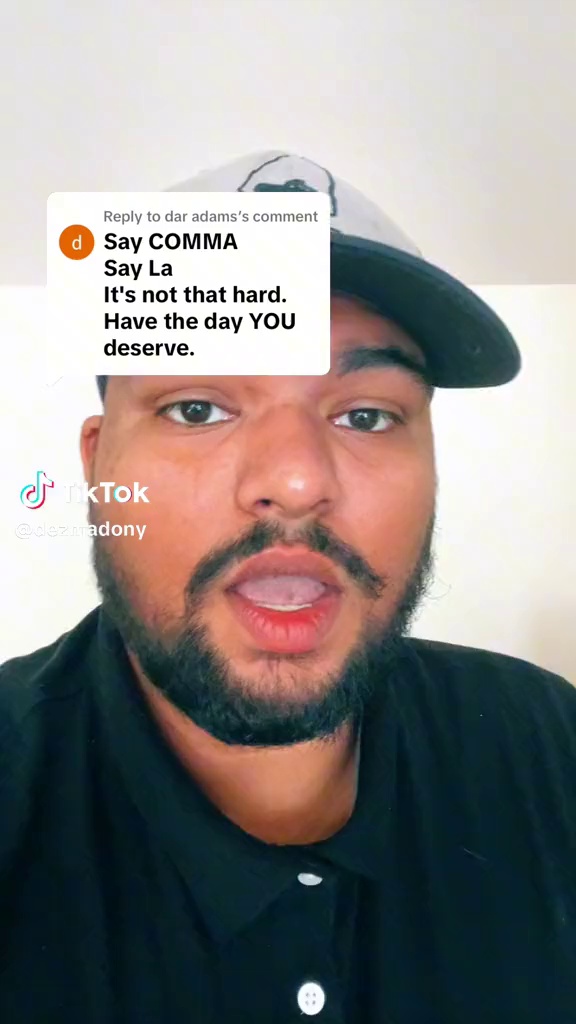 Reply to dar adams's comment
d
Say COMMA
Say La
It's not that hard.
Have the day YOU
deserve.
TikTok
@dezmadony